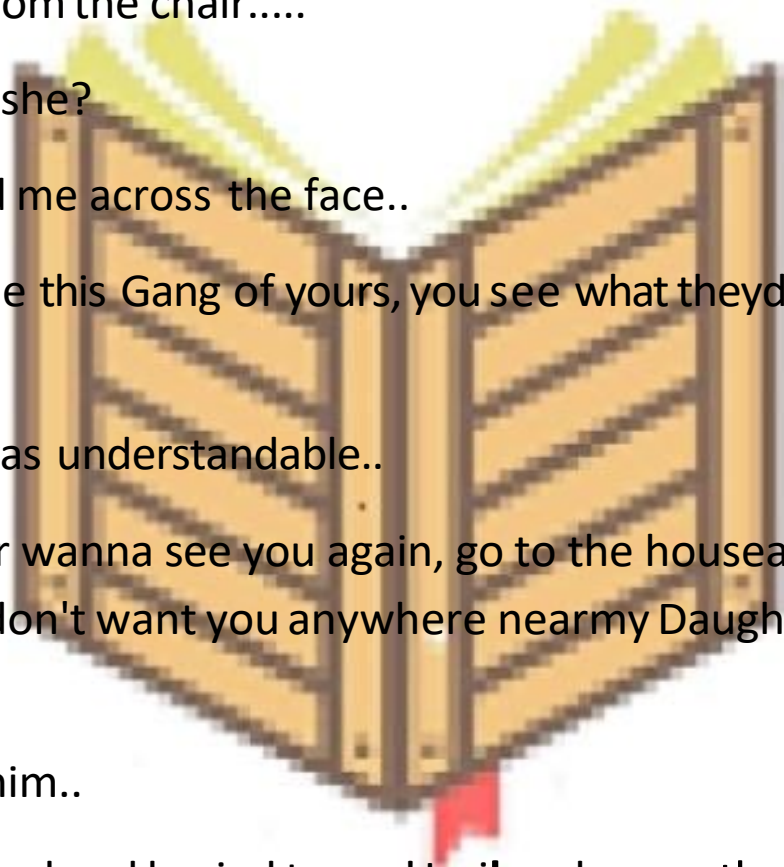 om the chair.....
she?
me across the face..
e this Gang of yours, you see what theyd
as understandable..
r wanna see you again, go to the housea
don't want you anywhere nearmy Daugh
him..